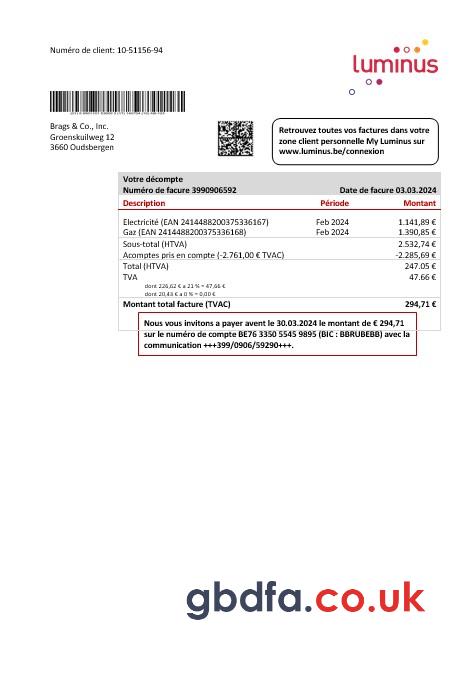 Numéro de client: 10-51156-94
luminus
Brags & Co., Inc.
Groenskuilweg 12
3660 Oudsbergen
Retrouvez toutes vos factures dans votre
zone client personnelle My Luminus sur
www.luminus.be/connexion
Votre décompte
Numéro de facure 3990906592 Date de facure 03.03.2024
Description Période Montant
Electricité (EAN 2414488200375336167) Feb 2024 1.141,89 €
Gaz (EAN 2414488200375336168) Feb 2024 1.390,85 €
Sous-total (HTVA) 2.532,74 €
Acomptes pris en compte (-2.761,00 € TVAC) -2.285,69 €
Total (HTVA) 247.05 €
TVA 47.66 €
dont 226,62 € a 21 % = 47,66 €
dont 20,43 € a 0 % = 0,00 €
Montant total facture (TVAC) 294,71 €
Nous vous invitons a payer avent le 30.03.2024 le montant de € 294,71
sur le numéro de compte BE76 3350 5545 9895 (BIC : BBRUBEBB) avec la
communication +++399/0906/59290+++.
gbdfa.co.uk